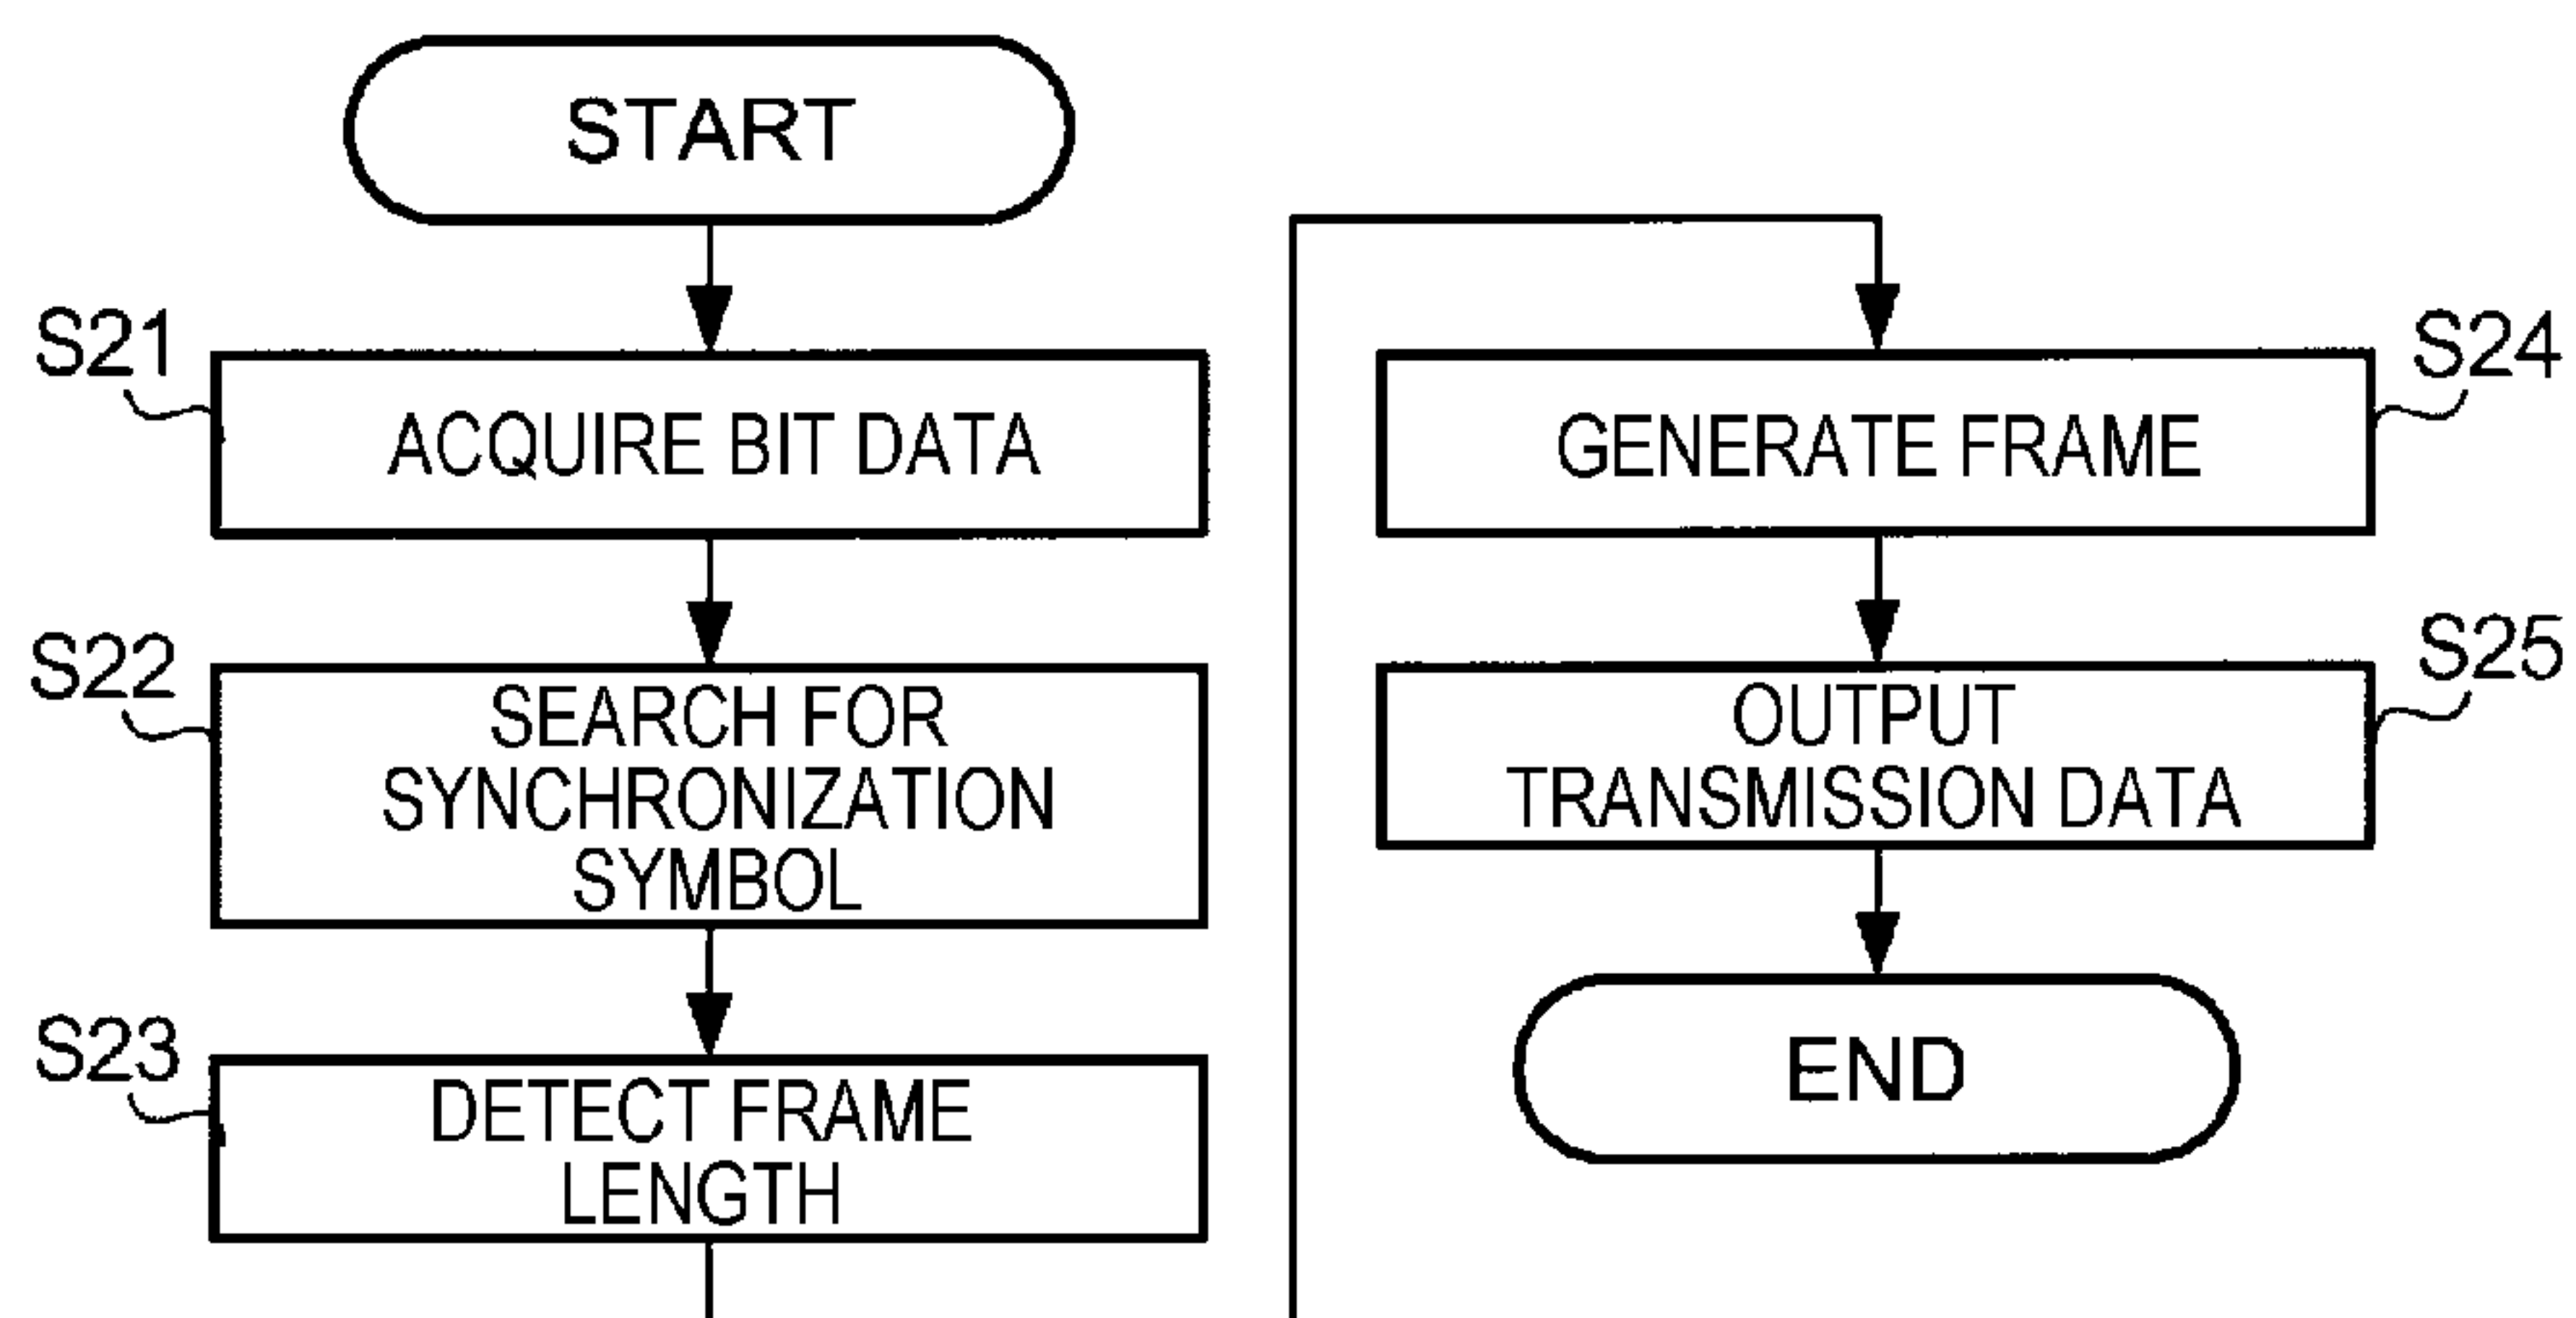 START
S21
ACQUIRE BIT DATA
S22
SEARCH FOR
SYNCHRONIZATION
SYMBOL
S23
DETECT FRAME
LENGTH
S24
GENERATE FRAME
S25
OUTPUT
TRANSMISSION DATA
END